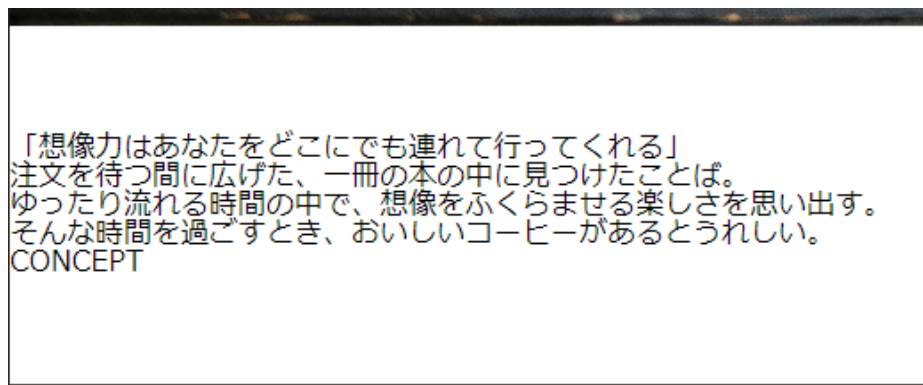 「想像力はあなたをどこにでも連れて行ってくれる」
注文を待つ間に広げた、一冊の本の中に見つけたことば。
ゆったり流れる時間の中で、想像をふくらませる楽しさを思い出す。
そんな時間を過ごすとき、おいしいコーヒーがあるとうれしい。
CONCEPT